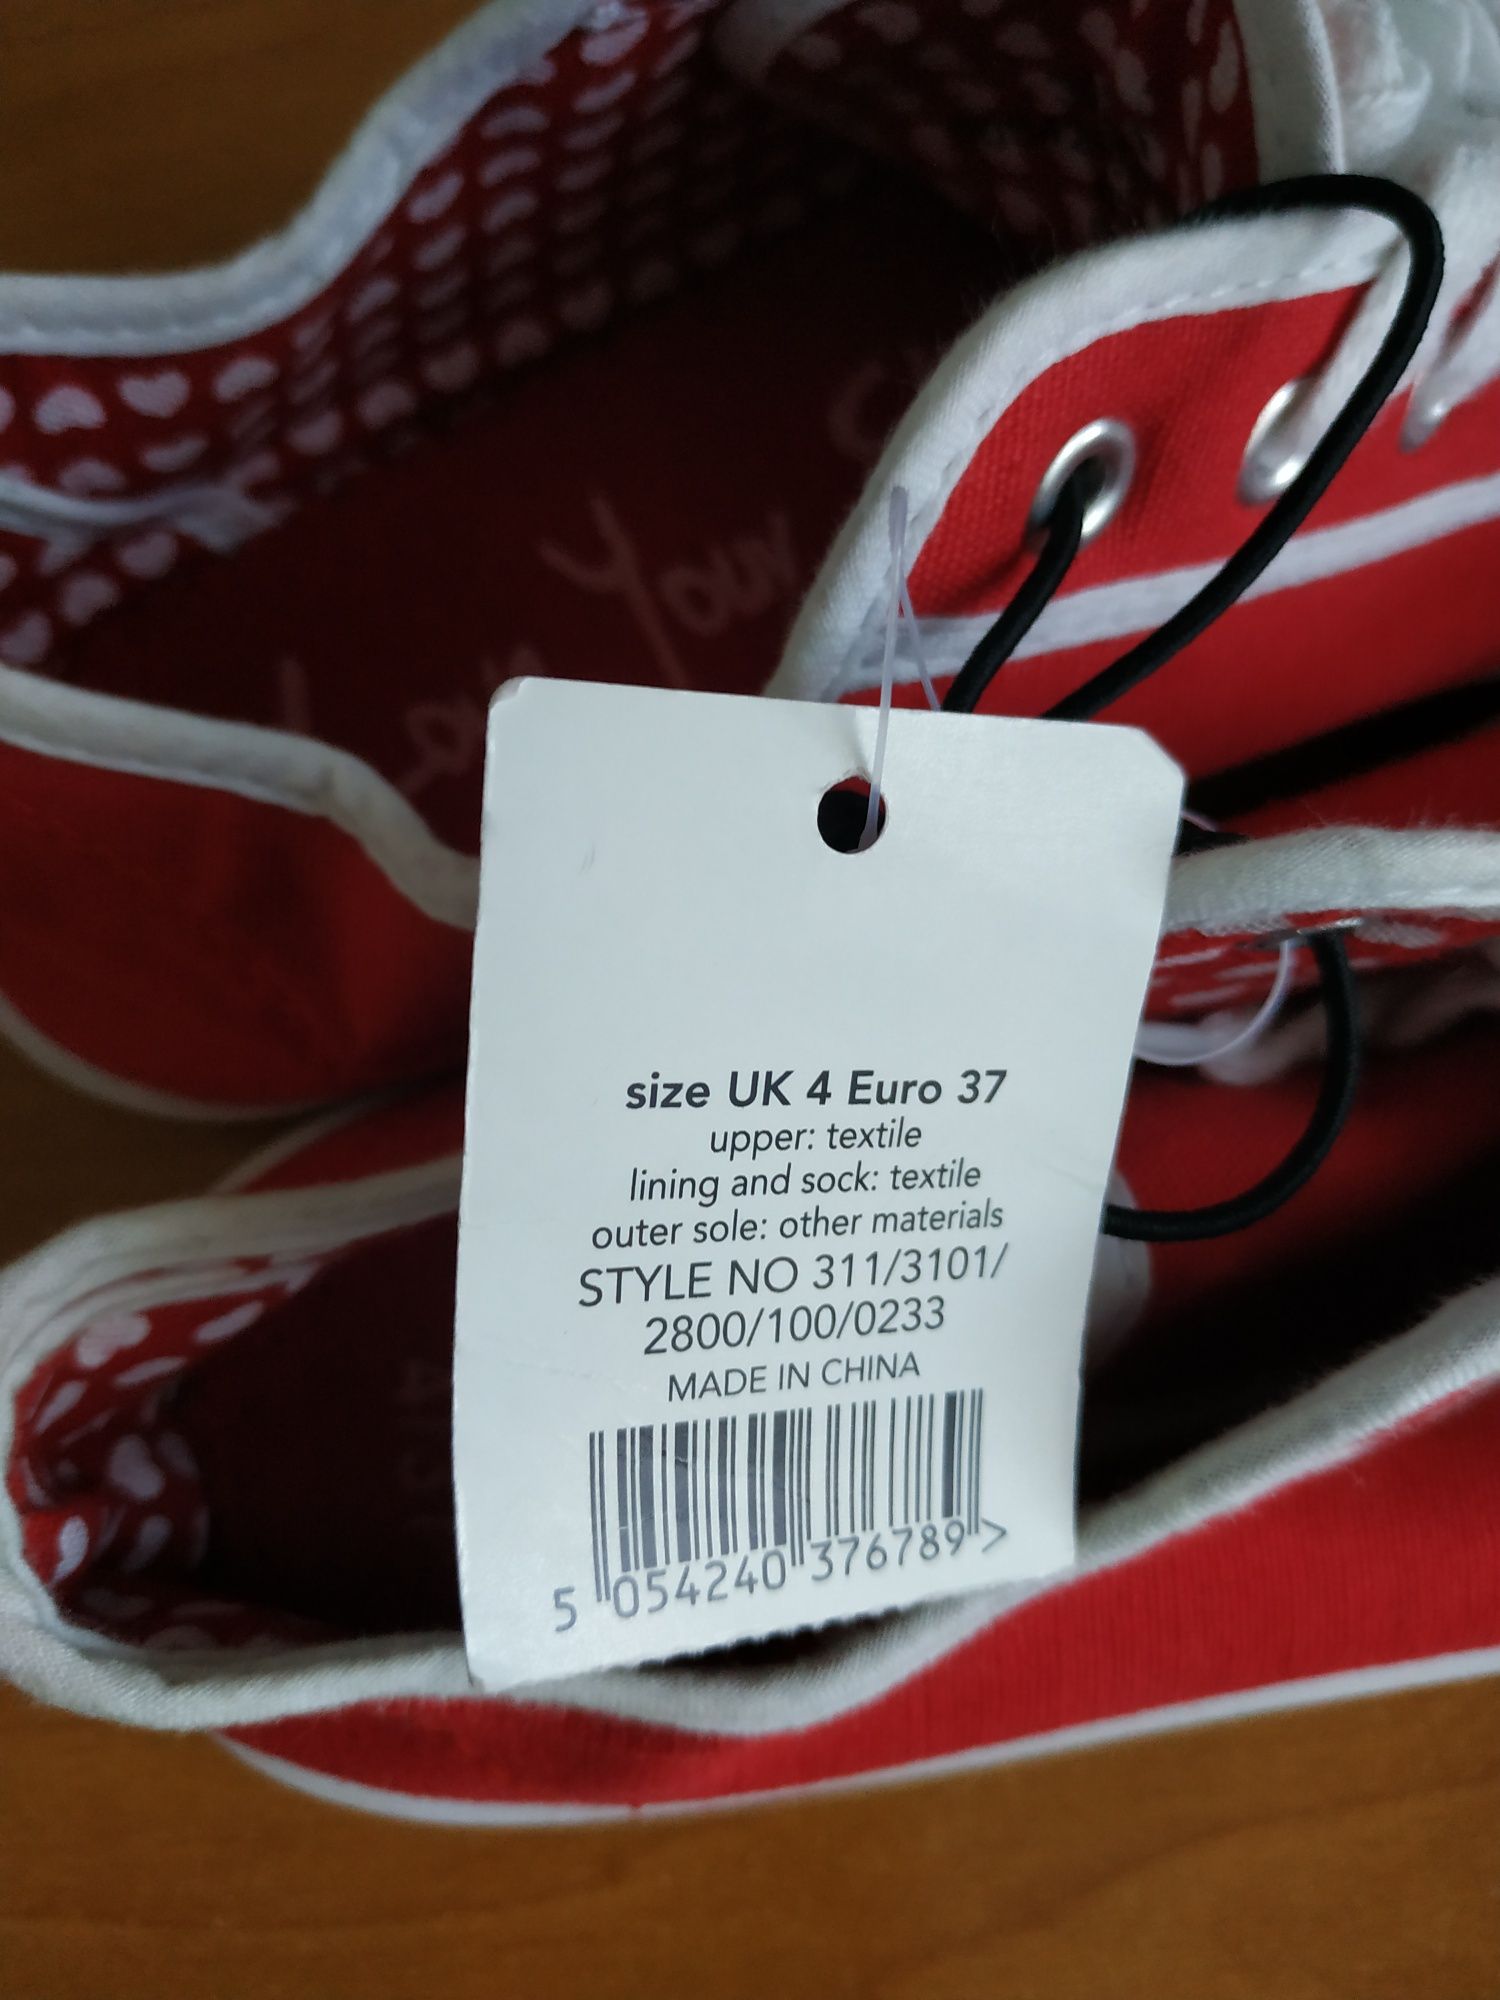 Your
size UK 4 Euro 37
upper: textile
lining and sock: textile
outer sole: other materials
STYLE NO 311/3101/
2800/100/0233
MADE IN CHINA
5 054240 376789 >